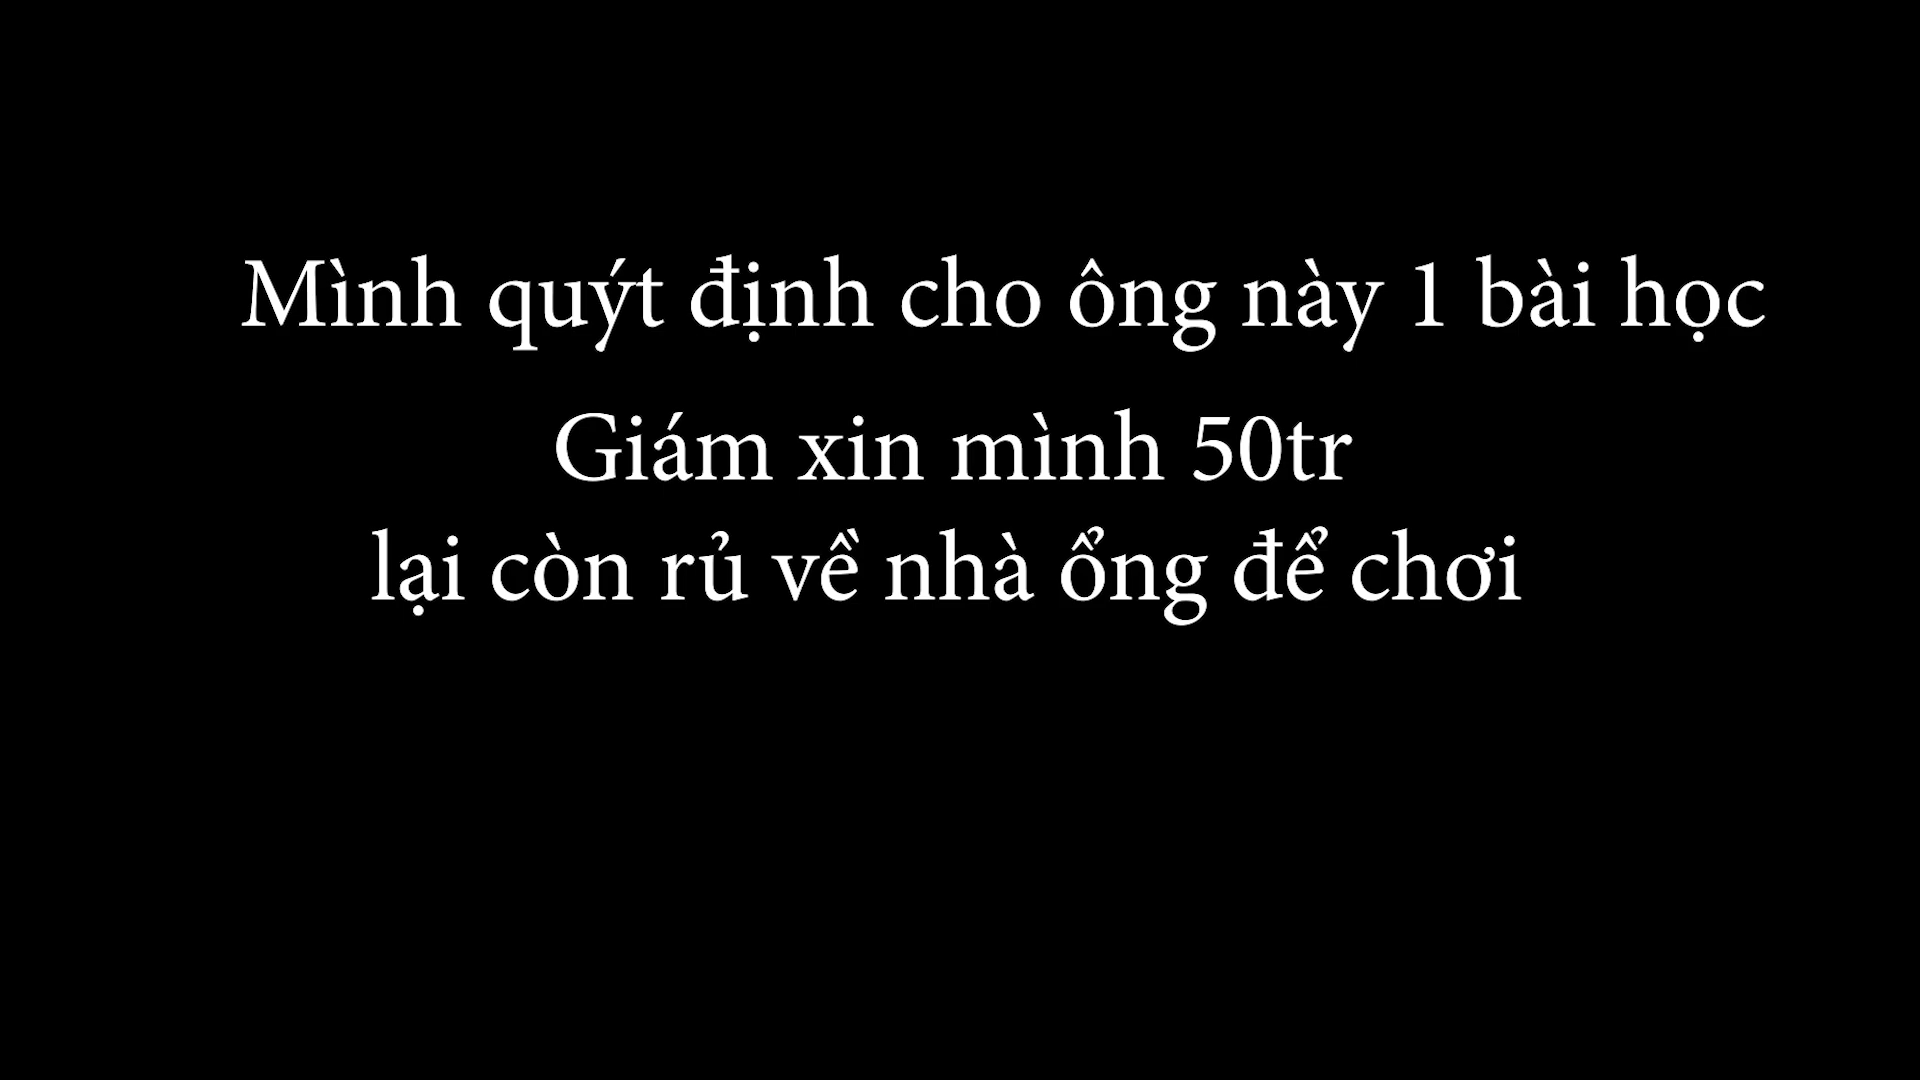 Mình quýt định cho ông này 1 bài học
Giám xin mình 50tr
lại còn rủ về nhà ổng để chơi